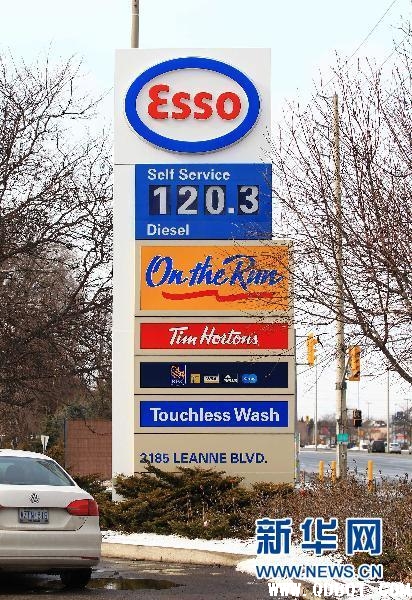 Esso
Self Service
120.3
Diesel
On the Run
Tim Hortons
RBC
Touchless Wash
3185 LEANNE BLVD.
新华网
WWW.NEWS.CN